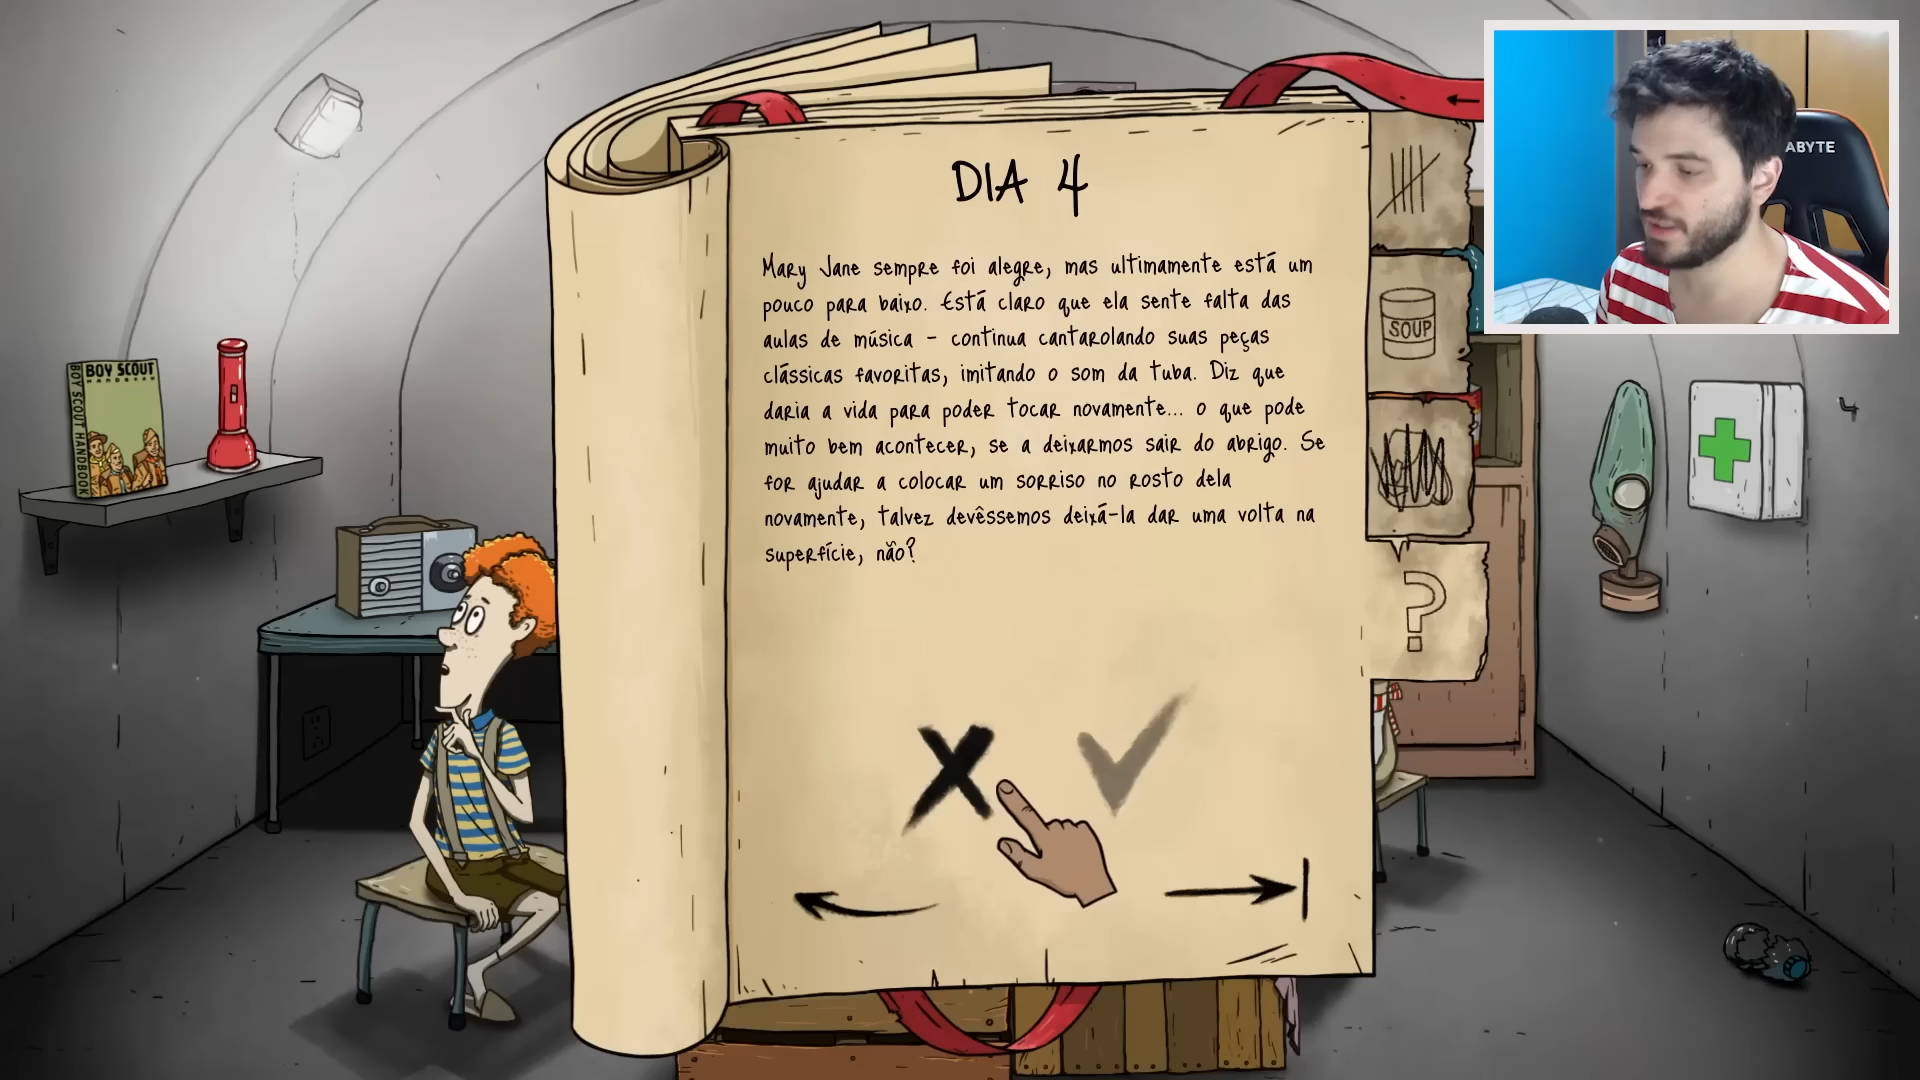 DIA 4
Mary Jane sempre foi alegre, mas ultimamente está um
pouco para baixo. Está claro que ela sente falta das
aulas de música - continua cantarolando suas peças
clássicas favoritas, imitando o som da tuba. Diz que
daria a vida para poder tocar novamente... o que pode
muito bem acontecer, se a deixarmos sair do abrigo. Se
for ajudar a colocar um sorriso no rosto dela
novamente, talvez devêssemos deixá-la dar uma volta na
superfície, não?
BOY SCOUT
HANDBOOK
BOY SCOUT HANDBOOK
SOUP
?
ABYTE